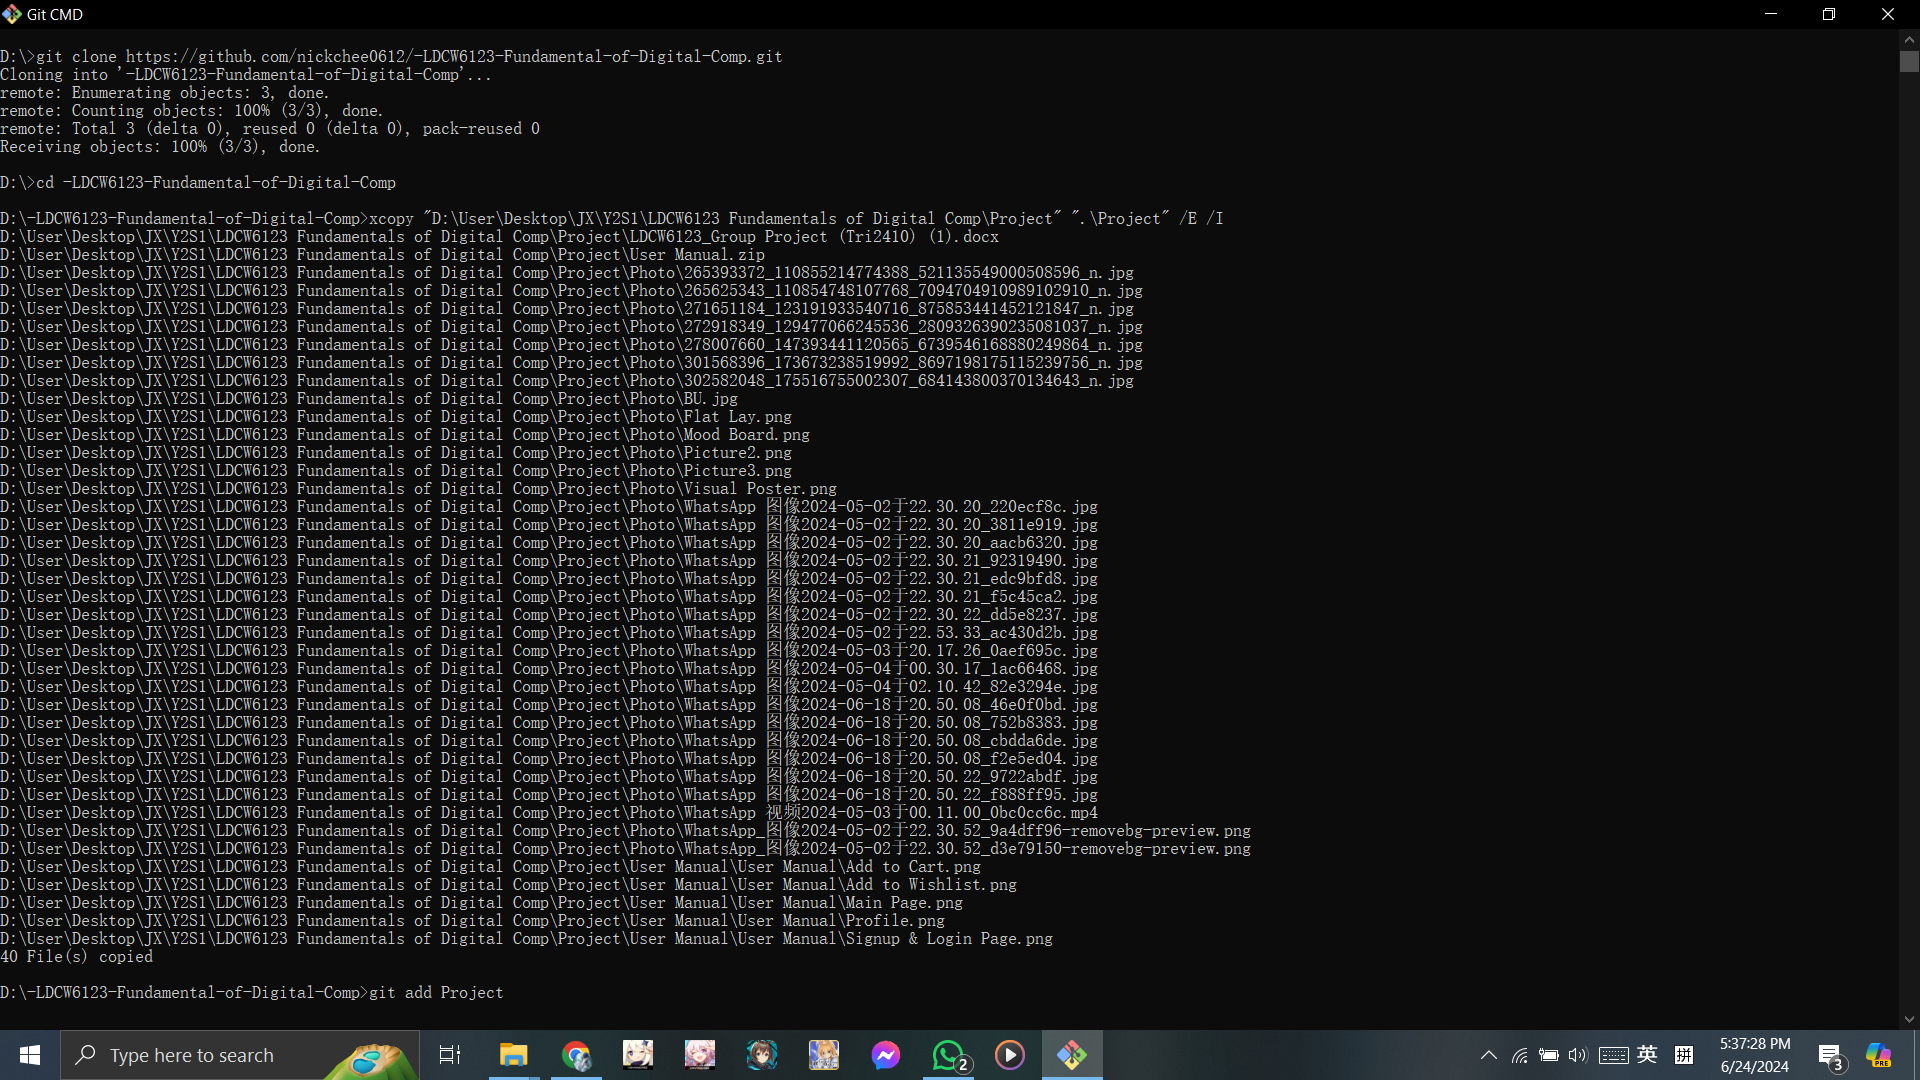 Git CMD
D:\>git clone https://github.com/nickchee0612/-LDCW6123-Fundamental-of-Digital-Comp.git
Cloning into '-LDCW6123-Fundamental-of-Digital-Comp'...
remote: Enumerating objects: 3, done.
remote: Counting objects: 100% (3/3), done.
remote: Total 3 (delta 0), reused 0 (delta 0), pack-reused 0
Receiving objects: 100% (3/3), done.
D:\>cd -LDCW6123-Fundamental-of-Digital-Comp
D:\-LDCW6123-Fundamental-of-Digital-Comp>xcopy "D:\User\Desktop\JX\Y2S1\LDCW6123 Fundamentals of Digital Comp\Project" ".\Project" /E /I
D:\User\Desktop\JX\Y2S1\LDCW6123 Fundamentals of Digital Comp\Project\LDCW6123_Group Project (Tri2410) (1).docx
D:\User\Desktop\JX\Y2S1\LDCW6123 Fundamentals of Digital Comp\Project\User Manual.zip
D:\User\Desktop\JX\Y2S1\LDCW6123 Fundamentals of Digital Comp\Project\Photo\265393372_110855214774388_521135549000508596_n.jpg
D:\User\Desktop\JX\Y2S1\LDCW6123 Fundamentals of Digital Comp\Project\Photo\265625343_110854748107768_7094704910989102910_n.jpg
D:\User\Desktop\JX\Y2S1\LDCW6123 Fundamentals of Digital Comp\Project\Photo\271651184_123191933540716_875853441452121847_n.jpg
D:\User\Desktop\JX\Y2S1\LDCW6123 Fundamentals of Digital Comp\Project\Photo\272918349_129477066245536_2809326390235081037_n.jpg
D:\User\Desktop\JX\Y2S1\LDCW6123 Fundamentals of Digital Comp\Project\Photo\278007660_147393441120565_6739546168880249864_n.jpg
D:\User\Desktop\JX\Y2S1\LDCW6123 Fundamentals of Digital Comp\Project\Photo\301568396_173673238519992_8697198175115239756_n.jpg
D:\User\Desktop\JX\Y2S1\LDCW6123 Fundamentals of Digital Comp\Project\Photo\302582048_175516755002307_684143800370134643_n.jpg
D:\User\Desktop\JX\Y2S1\LDCW6123 Fundamentals of Digital Comp\Project\Photo\BU.jpg
D:\User\Desktop\JX\Y2S1\LDCW6123 Fundamentals of Digital Comp\Project\Photo\Flat Lay.png
D:\User\Desktop\JX\Y2S1\LDCW6123 Fundamentals of Digital Comp\Project\Photo\Mood Board.png
D:\User\Desktop\JX\Y2S1\LDCW6123 Fundamentals of Digital Comp\Project\Photo\Picture2.png
D:\User\Desktop\JX\Y2S1\LDCW6123 Fundamentals of Digital Comp\Project\Photo\Picture3.png
D:\User\Desktop\JX\Y2S1\LDCW6123 Fundamentals of Digital Comp\Project\Photo\Visual Poster.png
D:\User\Desktop\JX\Y2S1\LDCW6123 Fundamentals of Digital Comp\Project\Photo\WhatsApp 图像2024-05-02于22.30.20_220ecf8c.jpg
D:\User\Desktop\JX\Y2S1\LDCW6123 Fundamentals of Digital Comp\Project\Photo\WhatsApp 图像2024-05-02于22.30.20_3811e919.jpg
D:\User\Desktop\JX\Y2S1\LDCW6123 Fundamentals of Digital Comp\Project\Photo\WhatsApp 图像2024-05-02于22.30.20_aacb6320.jpg
D:\User\Desktop\JX\Y2S1\LDCW6123 Fundamentals of Digital Comp\Project\Photo\WhatsApp 图像2024-05-02于22.30.21_92319490.jpg
D:\User\Desktop\JX\Y2S1\LDCW6123 Fundamentals of Digital Comp\Project\Photo\WhatsApp 图像2024-05-02于22.30.21_edc9bfd8.jpg
D:\User\Desktop\JX\Y2S1\LDCW6123 Fundamentals of Digital Comp\Project\Photo\WhatsApp 图像2024-05-02于22.30.21_f5c45ca2.jpg
D:\User\Desktop\JX\Y2S1\LDCW6123 Fundamentals of Digital Comp\Project\Photo\WhatsApp 图像2024-05-02于22.30.22_dd5e8237.jpg
D:\User\Desktop\JX\Y2S1\LDCW6123 Fundamentals of Digital Comp\Project\Photo\WhatsApp 图像2024-05-02于22.53.33_ac430d2b.jpg
D:\User\Desktop\JX\Y2S1\LDCW6123 Fundamentals of Digital Comp\Project\Photo\WhatsApp 图像2024-05-03于20.17.26_0aef695c.jpg
D:\User\Desktop\JX\Y2S1\LDCW6123 Fundamentals of Digital Comp\Project\Photo\WhatsApp 图像2024-05-04于00.30.17_1ac66468.jpg
D:\User\Desktop\JX\Y2S1\LDCW6123 Fundamentals of Digital Comp\Project\Photo\WhatsApp 图像2024-05-04于02.10.42_82e3294e.jpg
D:\User\Desktop\JX\Y2S1\LDCW6123 Fundamentals of Digital Comp\Project\Photo\WhatsApp 图像2024-06-18于20.50.08_46e0f0bd.jpg
D:\User\Desktop\JX\Y2S1\LDCW6123 Fundamentals of Digital Comp\Project\Photo\WhatsApp 图像2024-06-18于20.50.08_752b8383.jpg
D:\User\Desktop\JX\Y2S1\LDCW6123 Fundamentals of Digital Comp\Project\Photo\WhatsApp 图像2024-06-18于20.50.08_cbdda6de.jpg
D:\User\Desktop\JX\Y2S1\LDCW6123 Fundamentals of Digital Comp\Project\Photo\WhatsApp 图像2024-06-18于20.50.08_f2e5ed04.jpg
D:\User\Desktop\JX\Y2S1\LDCW6123 Fundamentals of Digital Comp\Project\Photo\WhatsApp 图像2024-06-18于20.50.22_9722abdf.jpg
D:\User\Desktop\JX\Y2S1\LDCW6123 Fundamentals of Digital Comp\Project\Photo\WhatsApp 图像2024-06-18于20.50.22_f888ff95.jpg
D:\User\Desktop\JX\Y2S1\LDCW6123 Fundamentals of Digital Comp\Project\Photo\WhatsApp 视频2024-05-03于00.11.00_0bc0cc6c.mp4
D:\User\Desktop\JX\Y2S1\LDCW6123 Fundamentals of Digital Comp\Project\Photo\WhatsApp_图像2024-05-02于22.30.52_9a4dff96-removebg-preview.png
D:\User\Desktop\JX\Y2S1\LDCW6123 Fundamentals of Digital Comp\Project\Photo\WhatsApp_图像2024-05-02于22.30.52_d3e79150-removebg-preview.png
D:\User\Desktop\JX\Y2S1\LDCW6123 Fundamentals of Digital Comp\Project\User Manual\User Manual\Add to Cart.png
D:\User\Desktop\JX\Y2S1\LDCW6123 Fundamentals of Digital Comp\Project\User Manual\User Manual\Add to Wishlist.png
D:\User\Desktop\JX\Y2S1\LDCW6123 Fundamentals of Digital Comp\Project\User Manual\User Manual\Main Page.png
D:\User\Desktop\JX\Y2S1\LDCW6123 Fundamentals of Digital Comp\Project\User Manual\User Manual\Profile.png
D:\User\Desktop\JX\Y2S1\LDCW6123 Fundamentals of Digital Comp\Project\User Manual\User Manual\Signup & Login Page.png
40 File(s) copied
D:\-LDCW6123-Fundamental-of-Digital-Comp>git add Project
Type here to search
2
英
拼
5:37:28 PM
6/24/2024
3
PRE